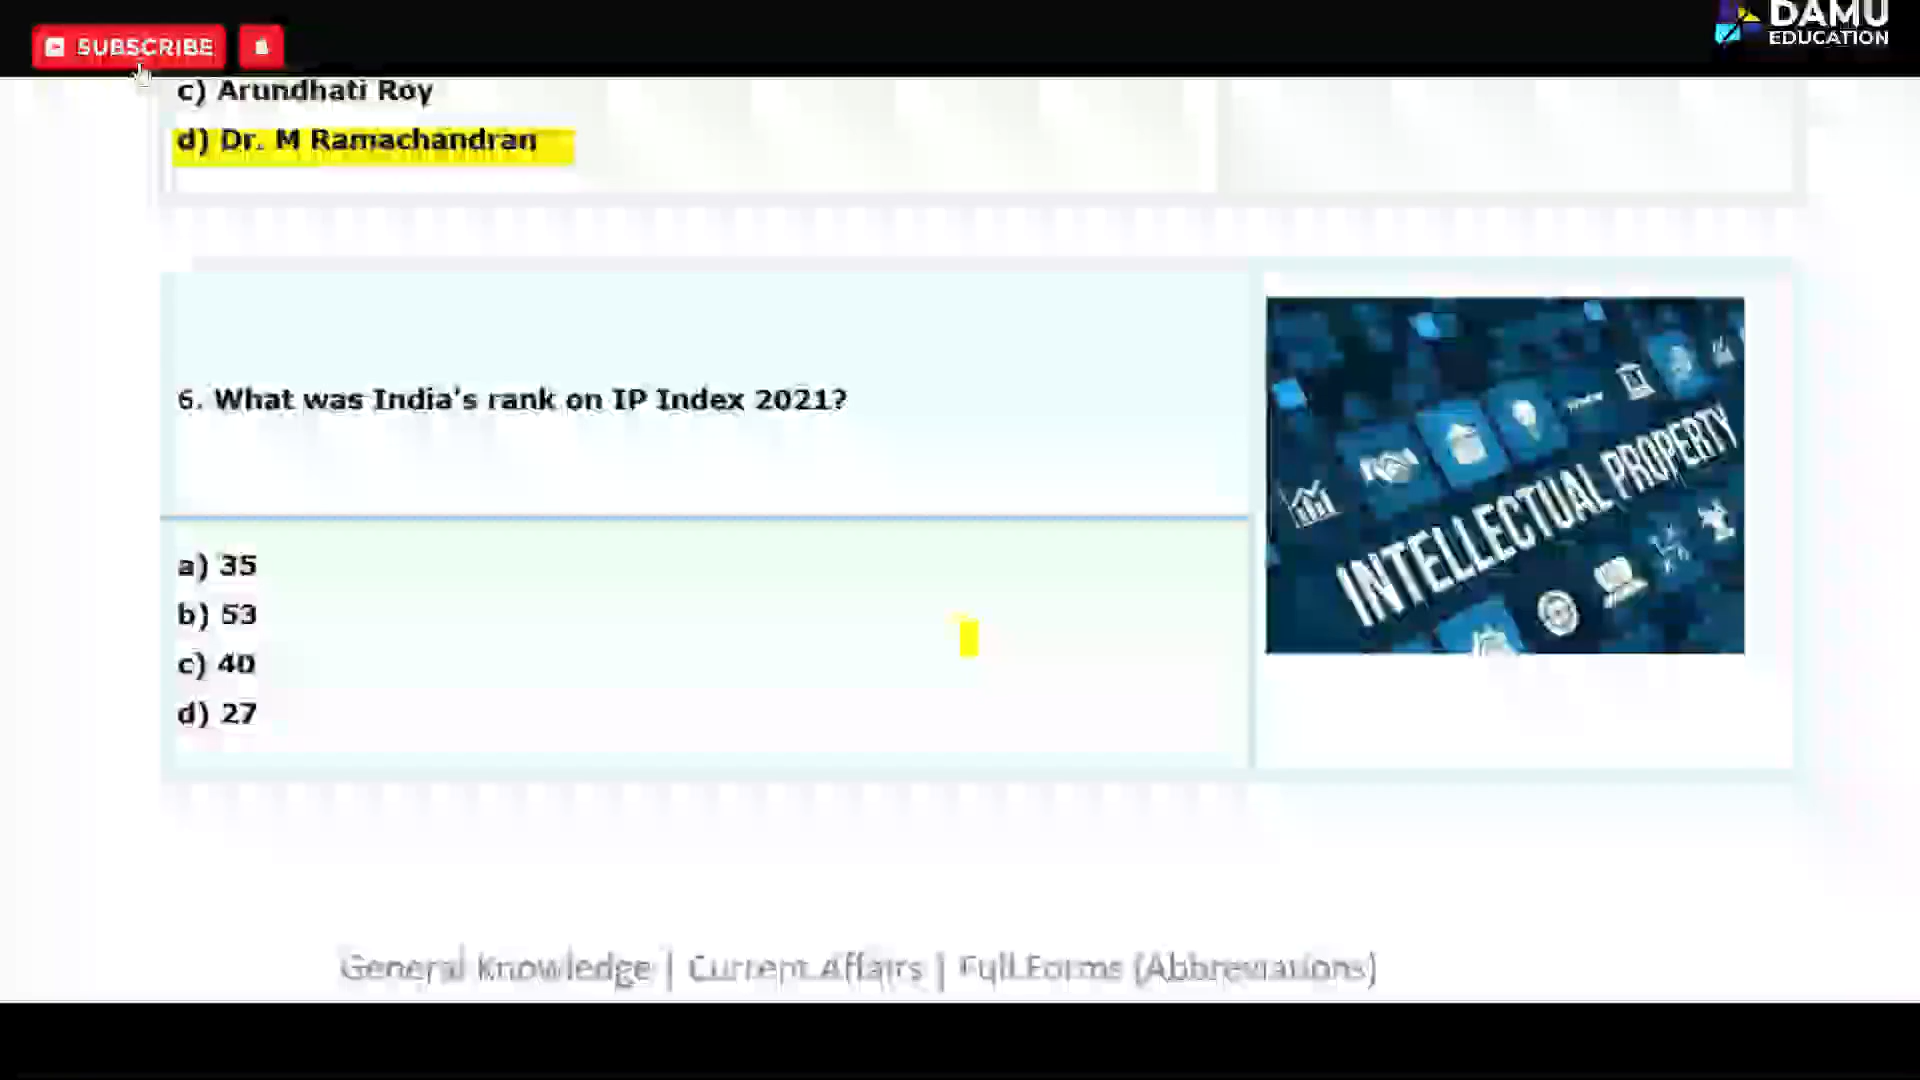 SUBSCRIBE
DAMU
EDUCATION
c) Arundhati Roy
d) Dr. M Ramachandran
6. What was India's rank on IP Index 2021?
a) 35
b) 53
c) 40
d) 27
INTELLECTUAL PROPERTY
General Knowledge | Current Affairs | Full Forms (Abbreviations)